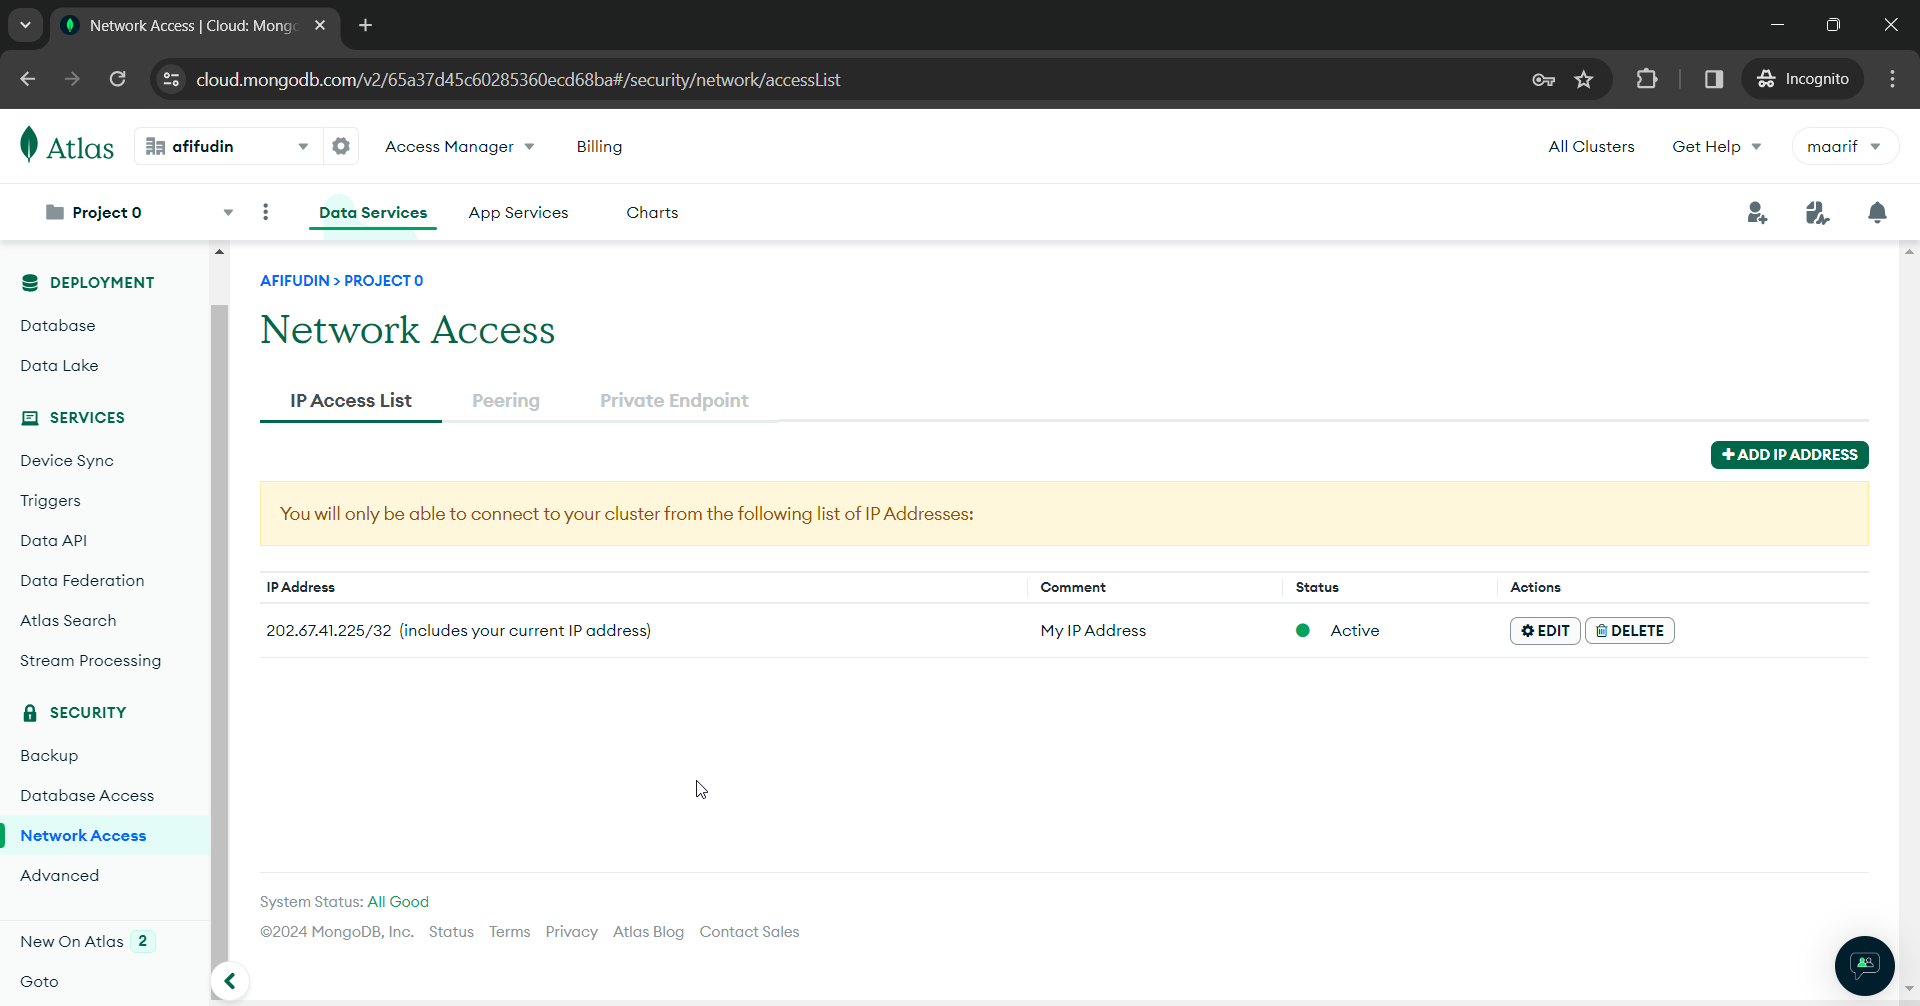 Network Access | Cloud: Mong
cloud.mongodb.com/v2/65a37d45c60285360ecd68ba#/security/network/accessList
Incognito
Atlas
afifudin
Access Manager
Billing
All Clusters
Get Help
maarif
Project 0
Data Services
App Services
Charts
DEPLOYMENT
Database
Data Lake
SERVICES
Device Sync
Triggers
Data API
Data Federation
Atlas Search
Stream Processing
SECURITY
Backup
Database Access
Network Access
Advanced
New On Atlas 2
Goto
AFIFUDIN > PROJECT 0
Network Access
IP Access List
Peering
Private Endpoint
+ ADD IP ADDRESS
You will only be able to connect to your cluster from the following list of IP Addresses:
IP Address
Comment
Status
Actions
202.67.41.225/32 (includes your current IP address)
My IP Address
Active
EDIT
DELETE
System Status: All Good
©2024 MongoDB, Inc. Status Terms Privacy Atlas Blog Contact Sales